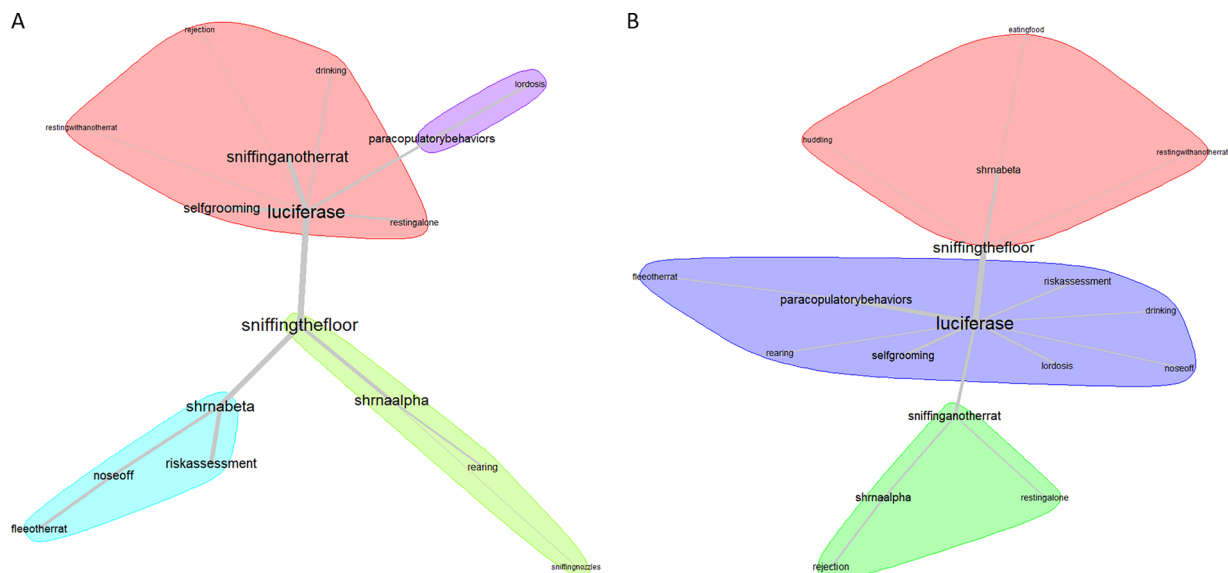 A
rejection
drinking
lordosis
restingwithanotherrat
paracopulatorybehaviors
sniffinganotherrat
selfgrooming
luciferase
restingalone
sniffingthefloor
shrnabeta
shrnaalpha
riskassessment
rearing
noseoff
fleeotherrat
sniffingnozzles
B
eatingfood
huddling
restingwithanotherrat
shrnabeta
sniffingthefloor
fleeotherrat
riskassessment
paracopulatorybehaviors
drinking
luciferase
rearing
selfgrooming
lordosis
noseoff
sniffinganotherrat
shrnaalpha
restingalone
rejection